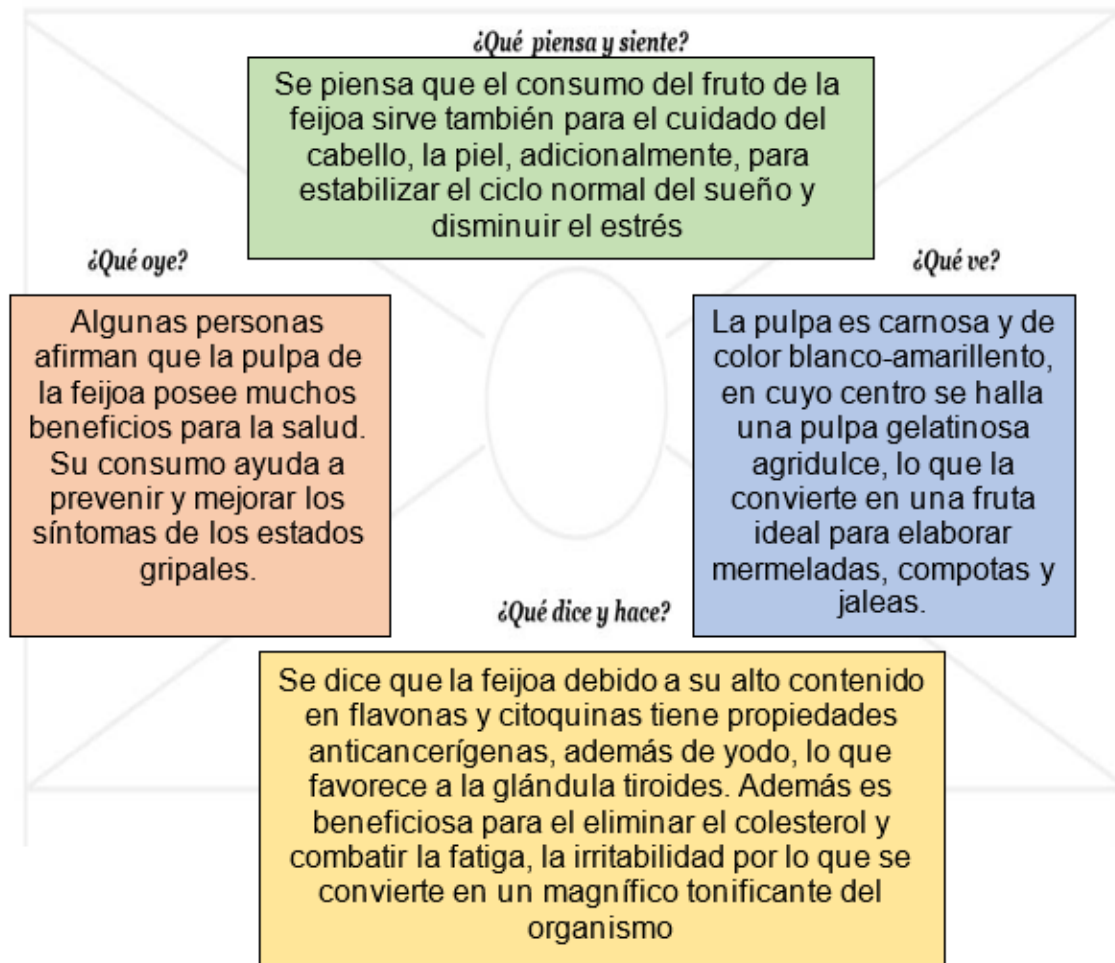 ¿Qué piensa y siente?
Se piensa que el consumo del fruto de la
feijoa sirve también para el cuidado del
cabello, la piel, adicionalmente, para
estabilizar el ciclo normal del sueño y
disminuir el estrés
¿Qué oye?
Algunas personas
afirman que la pulpa de
la feijoa posee muchos
beneficios para la salud.
Su consumo ayuda a
prevenir y mejorar los
síntomas de los estados
gripales.
¿Qué ve?
La pulpa es carnosa y de
color blanco-amarillento,
en cuyo centro se halla
una pulpa gelatinosa
agridulce, lo que la
convierte en una fruta
ideal para elaborar
mermeladas, compotas y
jaleas.
¿Qué dice y hace?
Se dice que la feijoa debido a su alto contenido
en flavonas y citoquinas tiene propiedades
anticancerígenas, además de yodo, lo que
favorece a la glándula tiroides. Además es
beneficiosa para el eliminar el colesterol y
combatir la fatiga, la irritabilidad por lo que se
convierte en un magnífico tonificante del
organismo